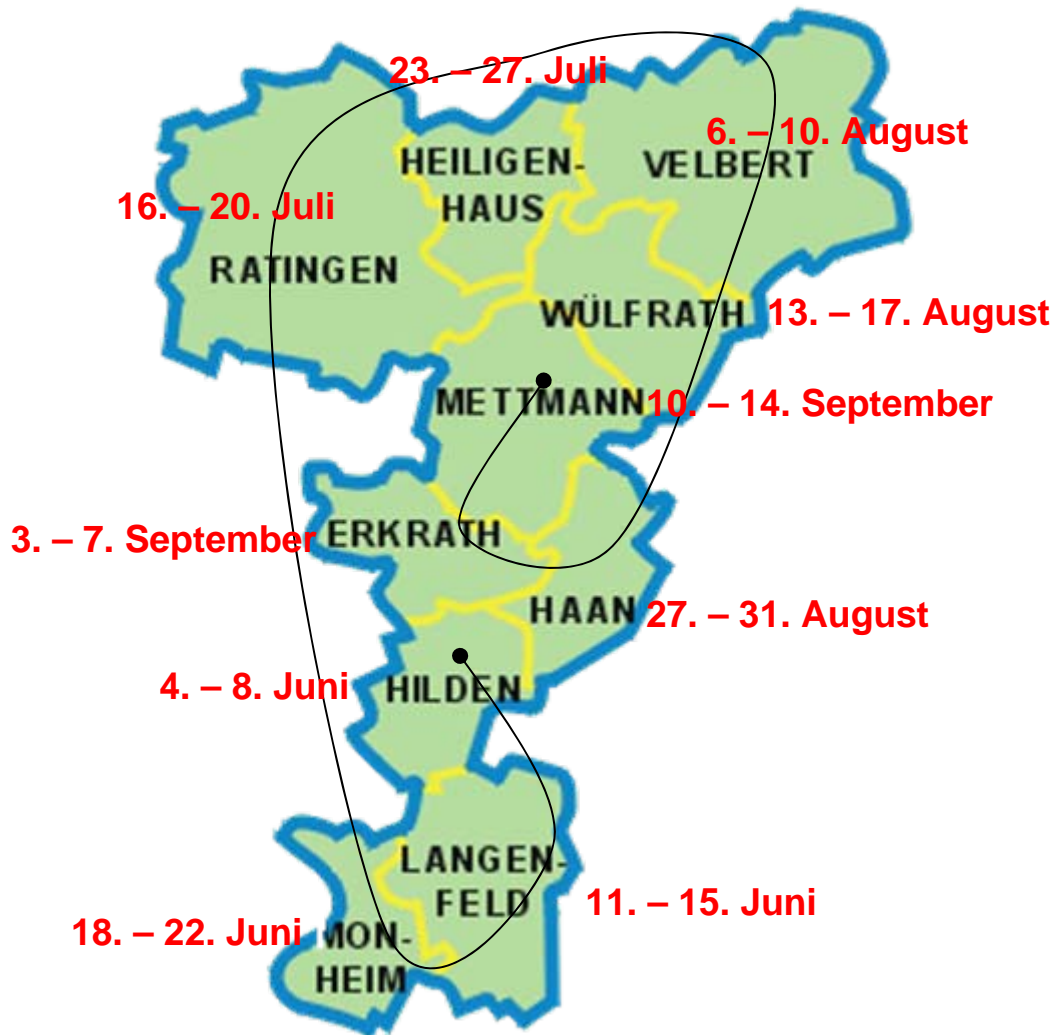 23. – 27. Juli
6. – 10. August
HEILIGEN-
HAUS
VELBERT
16. – 20. Juli
RATINGEN
WÜLFRATH
13. – 17. August
METTMANN
10. – 14. September
3. – 7. September
ERKRATH
HAAN
27. – 31. August
4. – 8. Juni
HILDEN
LANGEN-
FELD
11. – 15. Juni
18. – 22. Juni
MON-
HEIM